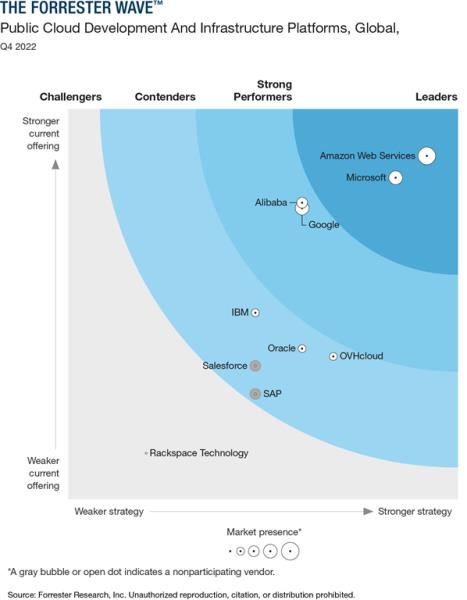 THE FORRESTER WAVE™
Public Cloud Development And Infrastructure Platforms, Global,
Q4 2022
Challengers
Contenders
Strong
Performers
Leaders
Stronger
current
offering
Amazon Web Services
Microsoft
Alibaba
Google
IBM
Oracle
OVHcloud
Salesforce
SAP
Rackspace Technology
Weaker
current
offering
Weaker strategy
Stronger strategy
Market presence*
*A gray bubble or open dot indicates a nonparticipating vendor.
Source: Forrester Research, Inc. Unauthorized reproduction, citation, or distribution prohibited.